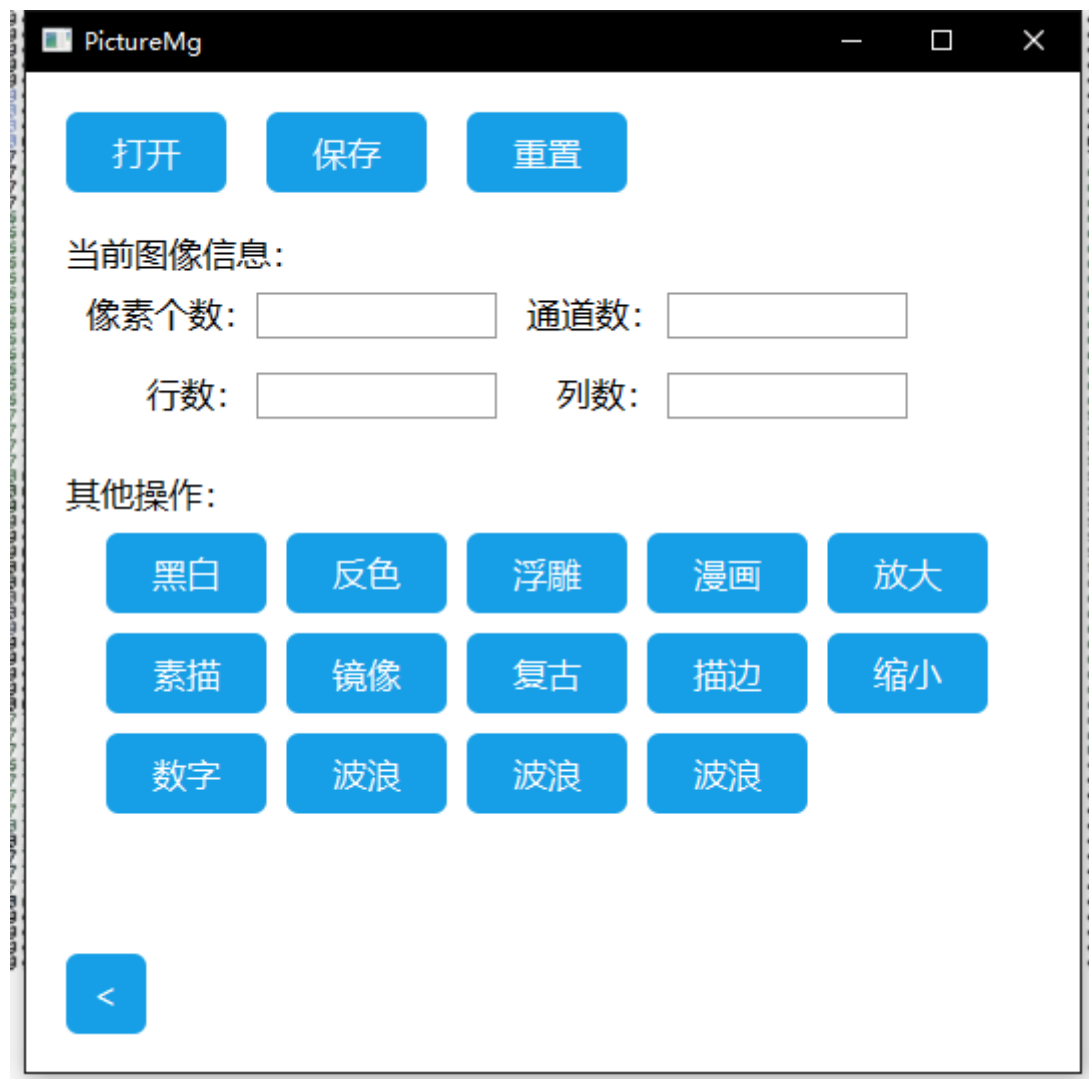 PictureMg
打开 保存 重置
当前图像信息：
像素个数： 通道数：
行数： 列数：
其他操作：
黑白 反色 浮雕 漫画 放大
素描 镜像 复古 描边 缩小
数字 波浪 波浪 波浪
<